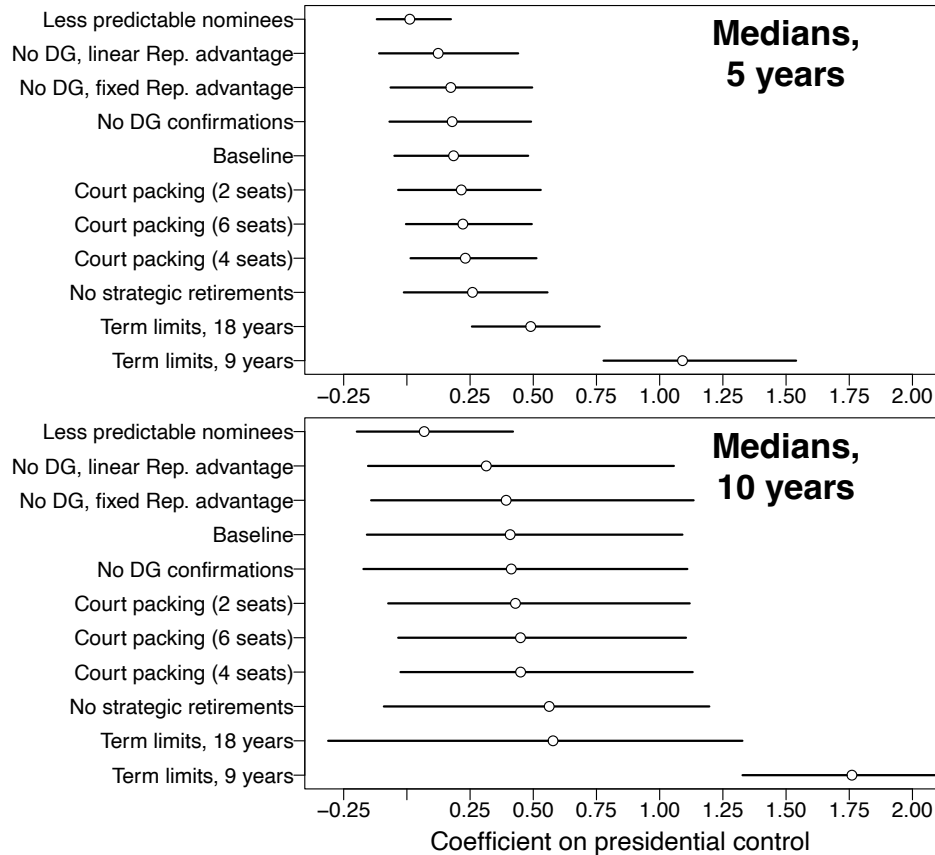 Less predictable nominees
No DG, linear Rep. advantage
No DG, fixed Rep. advantage
No DG confirmations
Baseline
Court packing (2 seats)
Court packing (6 seats)
Court packing (4 seats)
No strategic retirements
Term limits, 18 years
Term limits, 9 years
Medians,
5 years
−0.25 0.25 0.50 0.75 1.00 1.25 1.50 1.75 2.00
Less predictable nominees
No DG, linear Rep. advantage
No DG, fixed Rep. advantage
Baseline
No DG confirmations
Court packing (2 seats)
Court packing (6 seats)
Court packing (4 seats)
No strategic retirements
Term limits, 18 years
Term limits, 9 years
Medians,
10 years
−0.25 0.25 0.50 0.75 1.00 1.25 1.50 1.75 2.00
Coefficient on presidential control